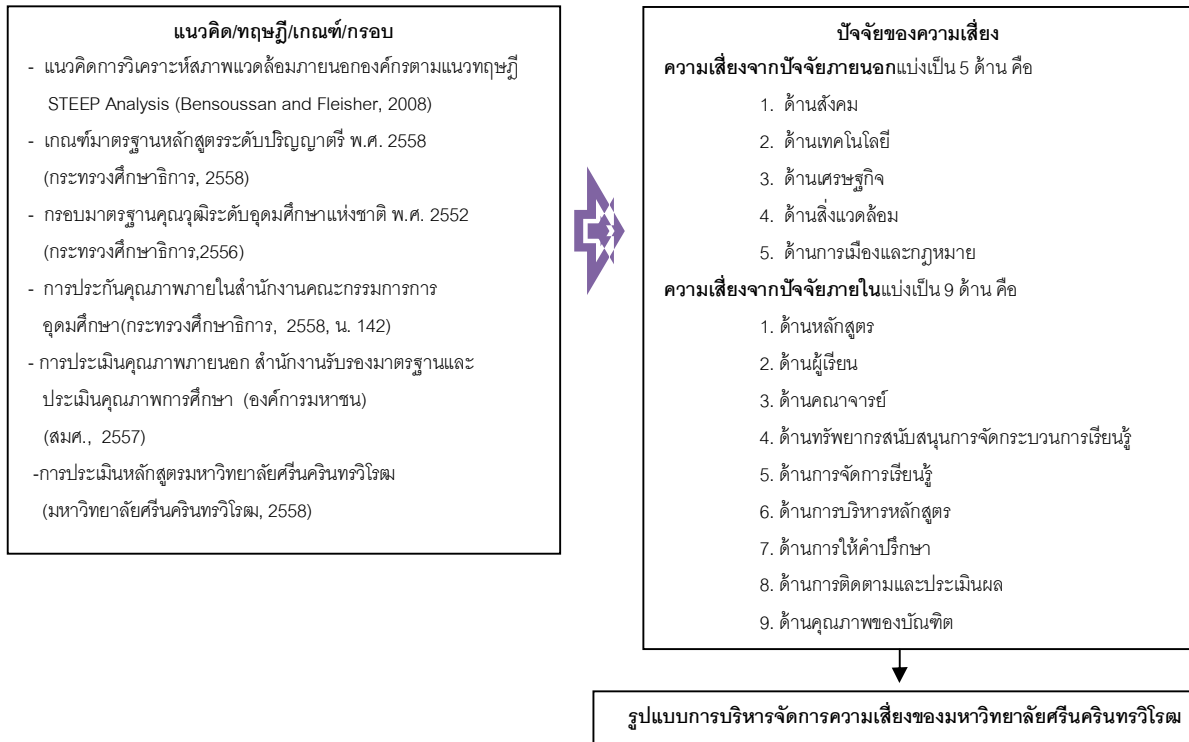 แนวคิด/ทฤษฎี/เกณฑ์/กรอบ
- แนวคิดการวิเคราะห์สภาพแวดล้อมภายนอกองค์กรตามแนวทฤษฎี
STEEP Analysis (Bensoussan and Fleisher, 2008)
- เกณฑ์มาตรฐานหลักสูตรระดับปริญญาตรี พ.ศ. 2558
(กระทรวงศึกษาธิการ, 2558)
- กรอบมาตรฐานคุณวุฒิระดับอุดมศึกษาแห่งชาติ พ.ศ. 2552
(กระทรวงศึกษาธิการ,2556)
- การประกันคุณภาพภายในสำนักงานคณะกรรมการการ
อุดมศึกษา(กระทรวงศึกษาธิการ, 2558, น. 142)
- การประเมินคุณภาพภายนอก สำนักงานรับรองมาตรฐานและ
ประเมินคุณภาพการศึกษา (องค์การมหาชน)
(สมศ., 2557)
-การประเมินหลักสูตรมหาวิทยาลัยศรีนครินทรวิโรฒ
(มหาวิทยาลัยศรีนครินทรวิโรฒ, 2558)
ปัจจัยของความเสี่ยง
ความเสี่ยงจากปัจจัยภายนอกแบ่งเป็น 5 ด้าน คือ
1. ด้านสังคม
2. ด้านเทคโนโลยี
3. ด้านเศรษฐกิจ
4. ด้านสิ่งแวดล้อม
5. ด้านการเมืองและกฎหมาย
ความเสี่ยงจากปัจจัยภายในแบ่งเป็น 9 ด้าน คือ
1. ด้านหลักสูตร
2. ด้านผู้เรียน
3. ด้านคณาจารย์
4. ด้านทรัพยากรสนับสนุนการจัดกระบวนการเรียนรู้
5. ด้านการจัดการเรียนรู้
6. ด้านการบริหารหลักสูตร
7. ด้านการให้คำปรึกษา
8. ด้านการติดตามและประเมินผล
9. ด้านคุณภาพของบัณฑิต
รูปแบบการบริหารจัดการความเสี่ยงของมหาวิทยาลัยศรีนครินทรวิโรฒ